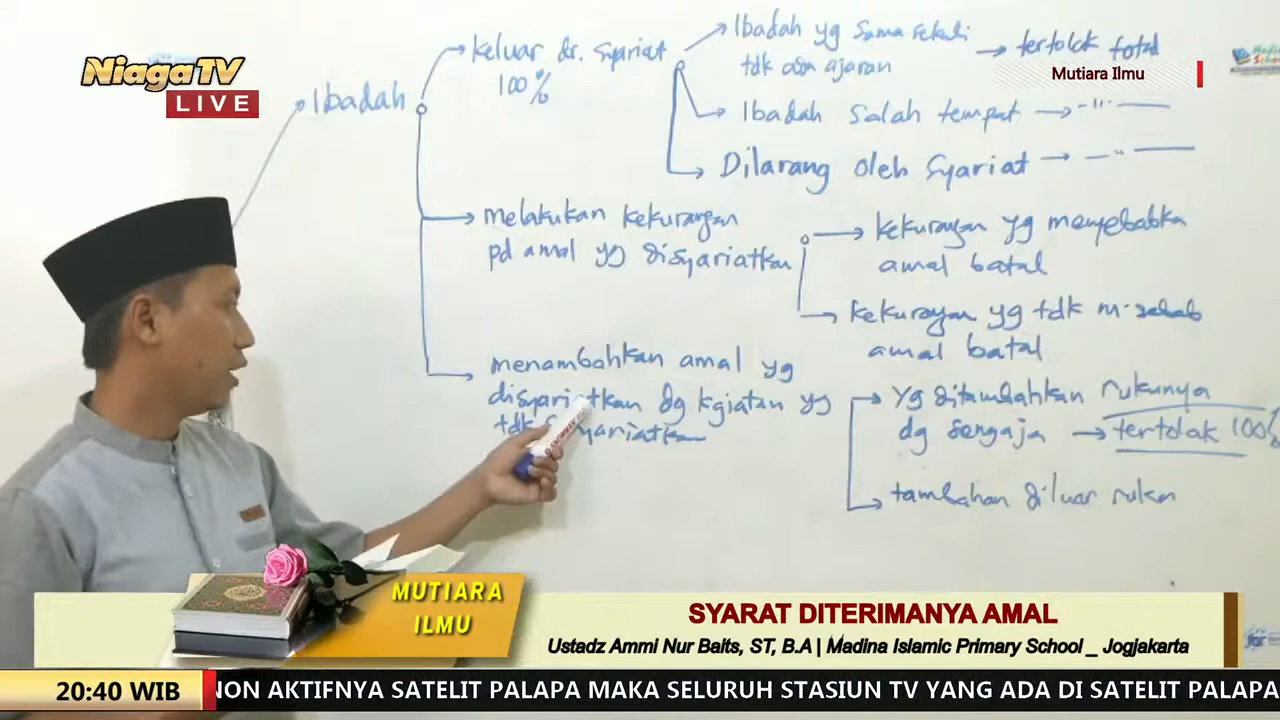 NiagaTV
LIVE
Mutiara Ilmu
Ibadah
keluar dr. syariat
100%
Ibadah yg sama sekali
tdk ada ajaran
tertolak total
Ibadah salah tempat
Dilarang oleh syariat
melakukan kekurangan
pd amal yg disyariatkan
kekurangan yg menyebabka
amal batal
kekurangan yg tdk
amal batal
menambahkan amal yg
disyariatkan dg kgiatan yg
tdk syariatkan
yg ditambahkan rukunnya
dg sengaja
tertolak 100%
tambahan diluar rukun
MUTIARA
ILMU
SYARAT DITERIMANYA AMAL
Ustadz Ammi Nur Baits, ST, B.A | Madina Islamic Primary School _ Jogjakarta
20:40 WIB
NON AKTIFNYA SATELIT PALAPA MAKA SELURUH STASIUN TV YANG ADA DI SATELIT PALAPA